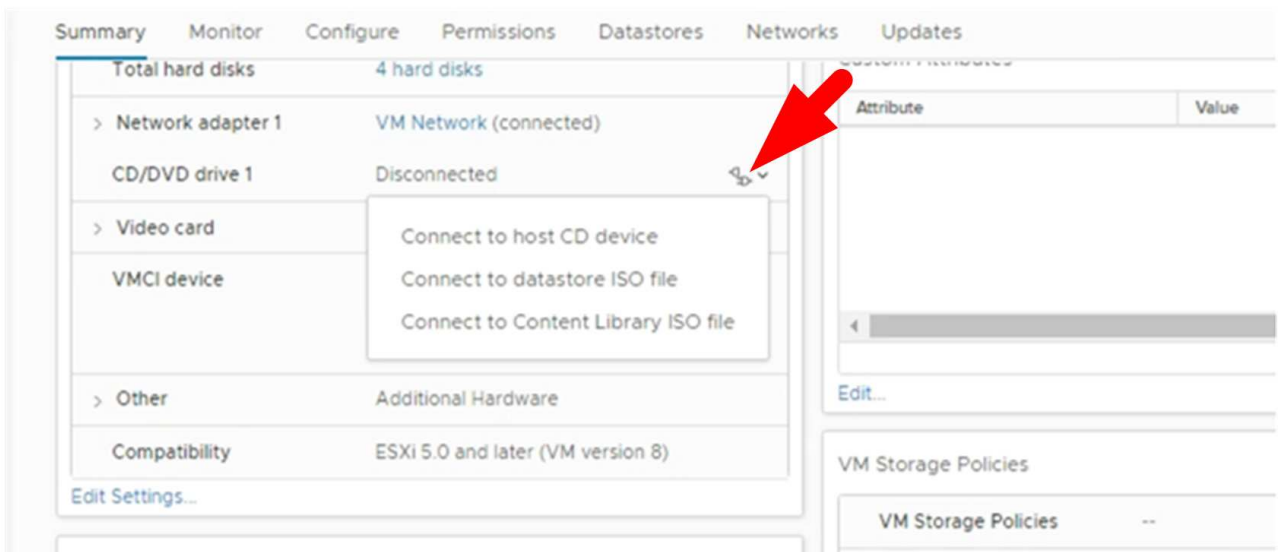 Summary Monitor Configure Permissions Datastores Networks Updates
Total hard disks 4 hard disks
Network adapter 1 VM Network (connected)
CD/DVD drive 1 Disconnected
Video card
Connect to host CD device
VMCI device
Connect to datastore ISO file
Connect to Content Library ISO file
Other Additional Hardware
Compatibility ESXi 5.0 and later (VM version 8)
Edit Settings...
Custom Attributes
Attribute Value
Edit...
VM Storage Policies
VM Storage Policies --